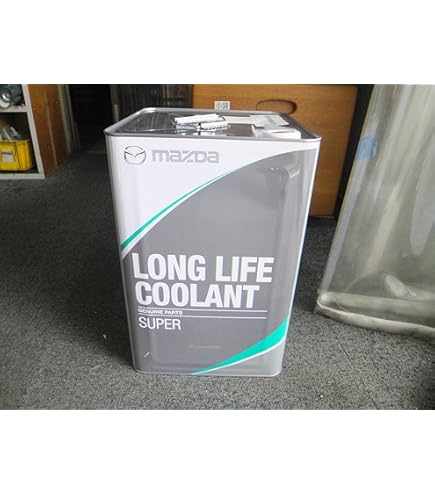 mazda
LONG LIFE
COOLANT
GENUINE PARTS
SUPER